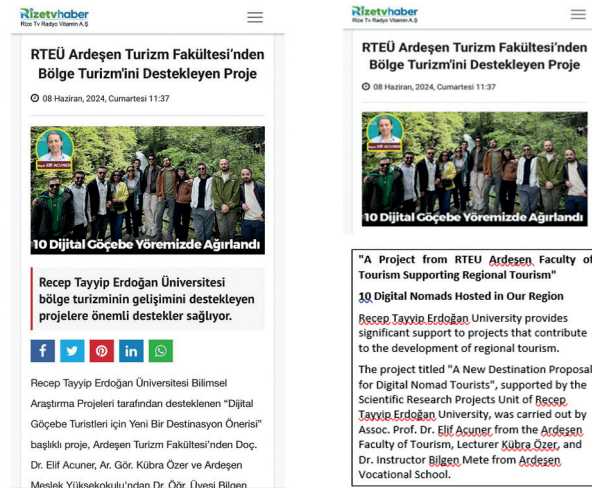 Rizetvhaber
Rize Tv Radyo Vitamin A.Ş
RTEÜ Ardeşen Turizm Fakültesi'nden
Bölge Turizm'ini Destekleyen Proje
08 Haziran, 2024, Cumartesi 11:37
ELİF ACUNER
10 Dijital Göçebe Yöremizde Ağırlandı
Recep Tayyip Erdoğan Üniversitesi
bölge turizminin gelişimini destekleyen
projelere önemli destekler sağlıyor.
Recep Tayyip Erdoğan Üniversitesi Bilimsel
Araştırma Projeleri tarafından desteklenen "Dijital
Göçebe Turistleri için Yeni Bir Destinasyon Önerisi"
başlıklı proje, Ardeşen Turizm Fakültesi'nden Doç.
Dr. Elif Acuner, Ar. Gör. Kübra Özer ve Ardeşen
Meslek Yüksekokulu'ndan Dr. Öğr. Üyesi Bilgen
Rizetvhaber
Rize Tv Radyo Vitamin A.Ş
RTEÜ Ardeşen Turizm Fakültesi'nden
Bölge Turizm'ini Destekleyen Proje
08 Haziran, 2024, Cumartesi 11:37
ELİF ACUNER
10 Dijital Göçebe Yöremizde Ağırlandı
"A Project from RTEU Ardeşen Faculty of
Tourism Supporting Regional Tourism"
10 Digital Nomads Hosted in Our Region
Recep Tayyip Erdoğan University provides
significant support to projects that contribute
to the development of regional tourism.
The project titled "A New Destination Proposal
for Digital Nomad Tourists", supported by the
Scientific Research Projects Unit of Recep
Tayyip Erdoğan University, was carried out by
Assoc. Prof. Dr. Elif Acuner from the Ardeşen
Faculty of Tourism, Lecturer Kübra Özer, and
Dr. Instructor Bilgen Mete from Ardeşen
Vocational School.